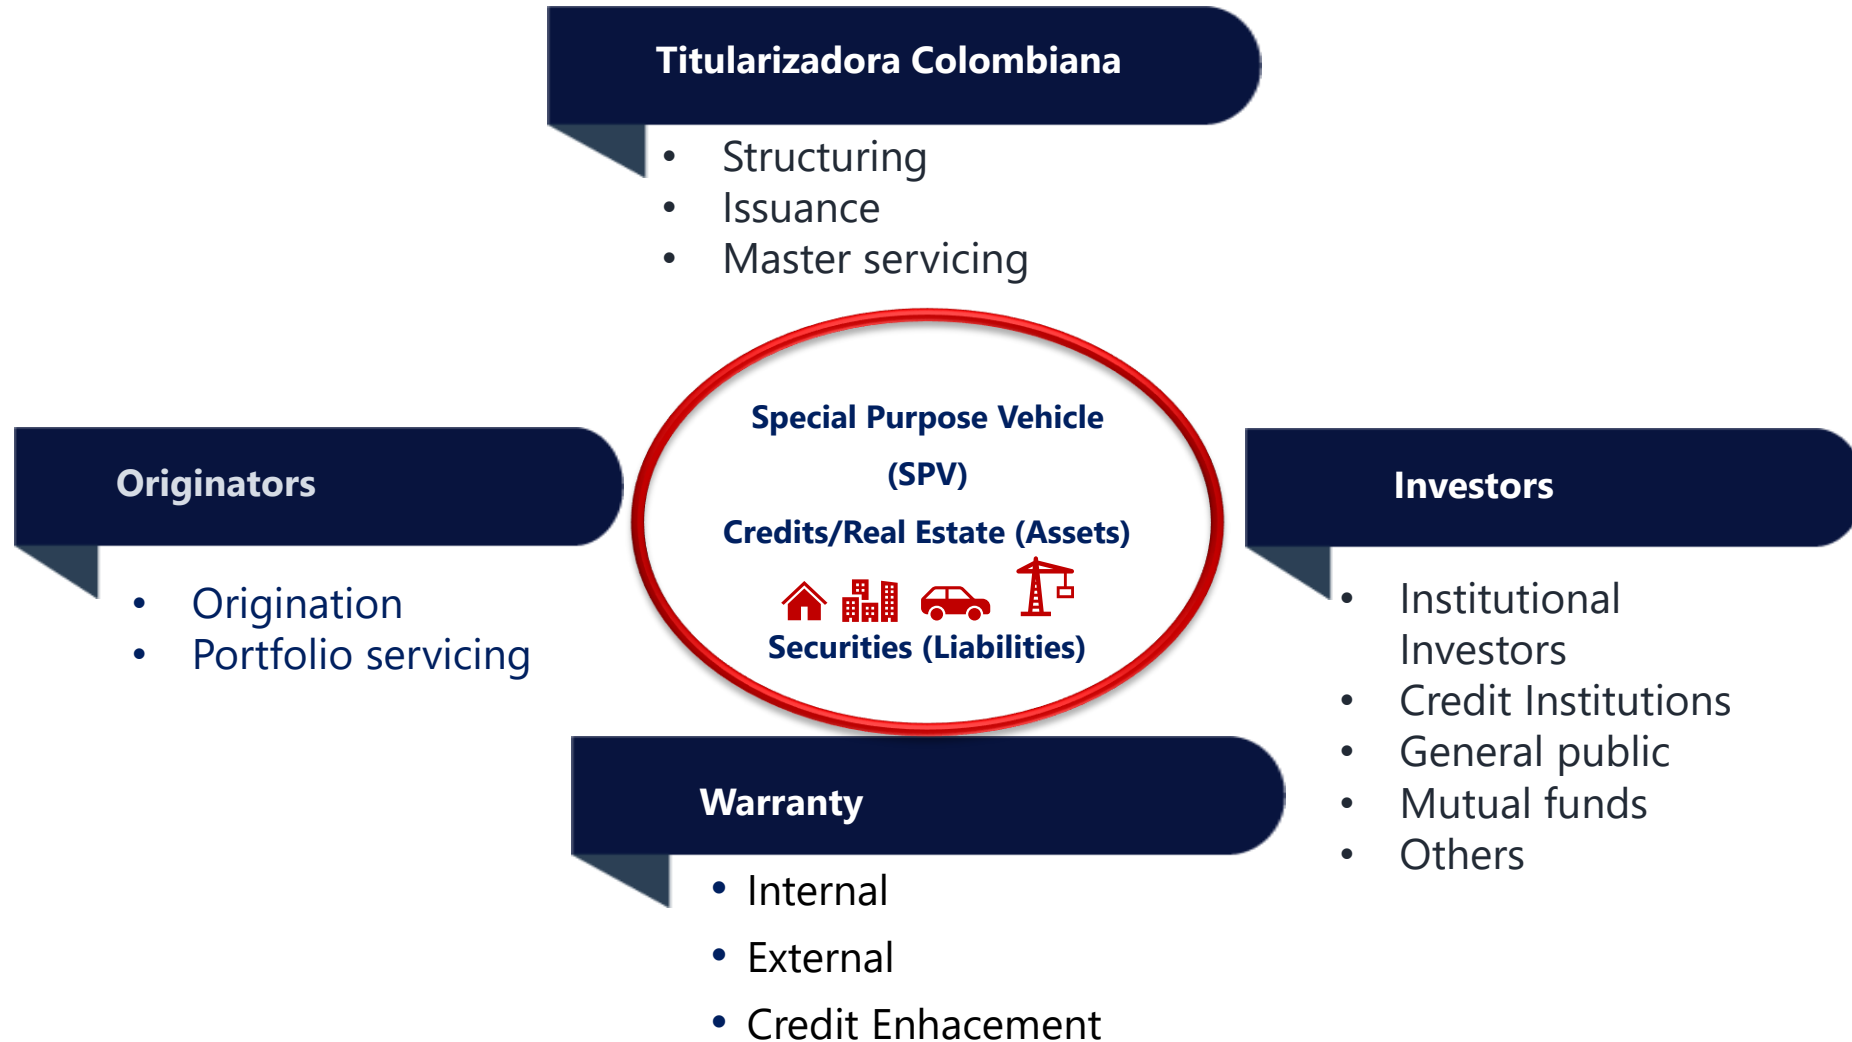 Titularizadora Colombiana
• Structuring
• Issuance
• Master servicing
Originators
• Origination
• Portfolio servicing
Special Purpose Vehicle
(SPV)
Credits/Real Estate (Assets)
Securities (Liabilities)
Investors
• Institutional
Investors
• Credit Institutions
• General public
• Mutual funds
• Others
Warranty
• Internal
• External
• Credit Enhacement